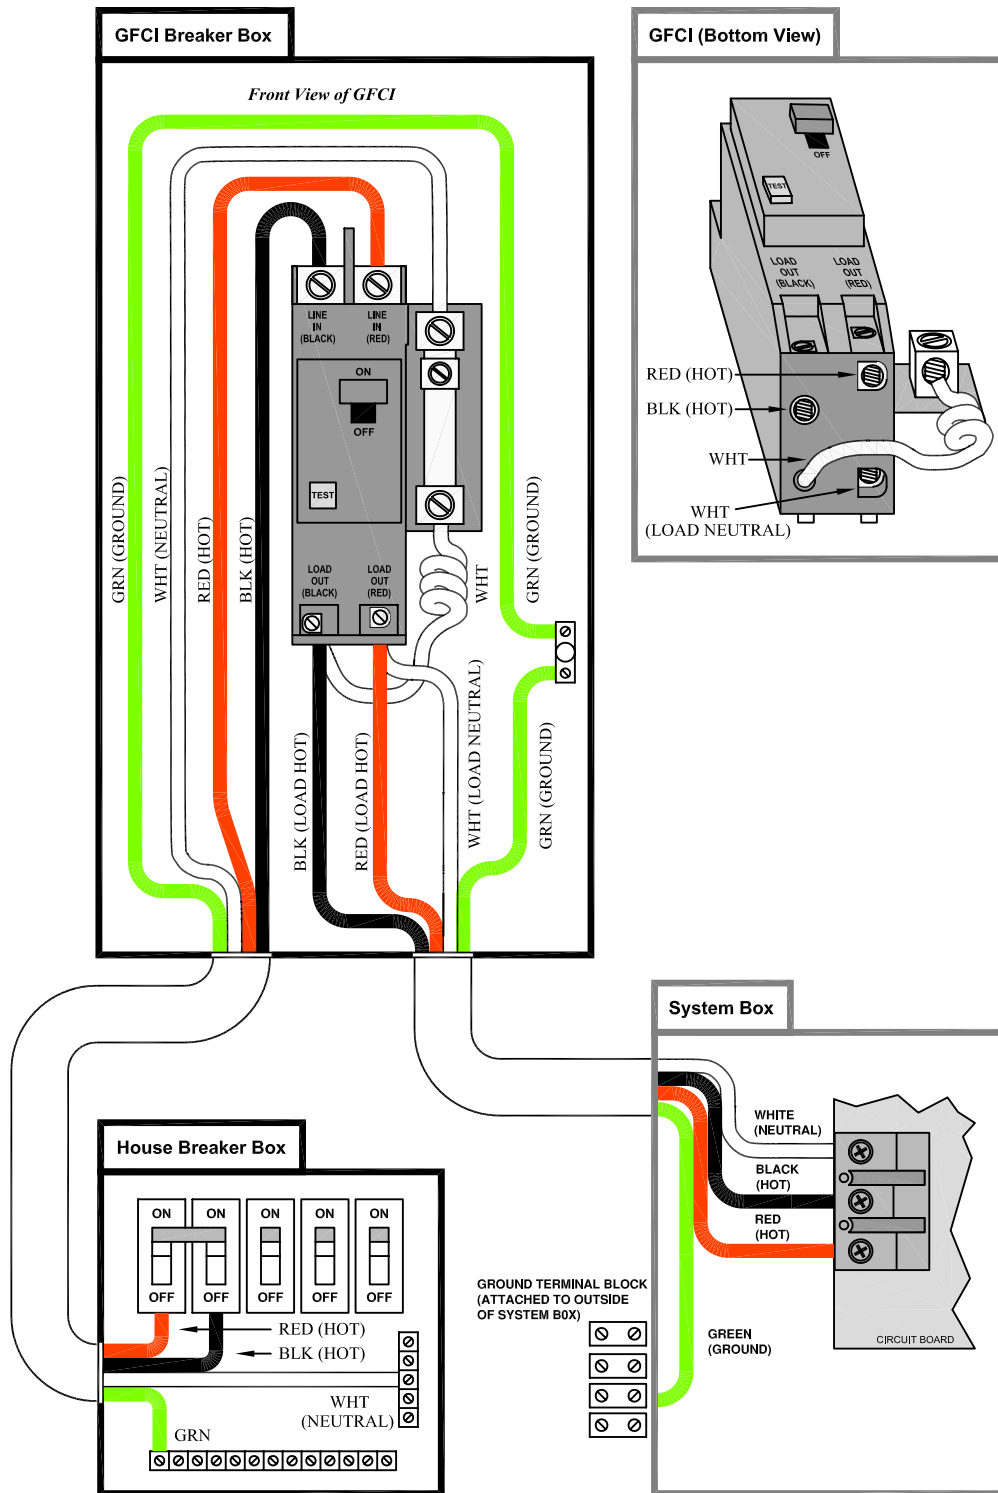 GFCI Breaker Box
Front View of GFCI
LINE
IN
(BLACK)
LINE
IN
(RED)
ON
OFF
TEST
LOAD
OUT
(BLACK)
LOAD
OUT
(RED)
GRN (GROUND)
WHT (NEUTRAL)
RED (HOT)
BLK (HOT)
WHT
GRN (GROUND)
BLK (LOAD HOT)
RED (LOAD HOT)
WHT (LOAD NEUTRAL)
GRN (GROUND)
GFCI (Bottom View)
OFF
TEST
LOAD
OUT
(BLACK)
LOAD
OUT
(RED)
RED (HOT)
BLK (HOT)
WHT
WHT
(LOAD NEUTRAL)
House Breaker Box
ON
ON
ON
ON
ON
OFF
OFF
OFF
OFF
OFF
RED (HOT)
BLK (HOT)
WHT
(NEUTRAL)
GRN
System Box
WHITE
(NEUTRAL)
BLACK
(HOT)
RED
(HOT)
GROUND TERMINAL BLOCK
(ATTACHED TO OUTSIDE
OF SYSTEM B0X)
GREEN
(GROUND)
CIRCUIT BOARD